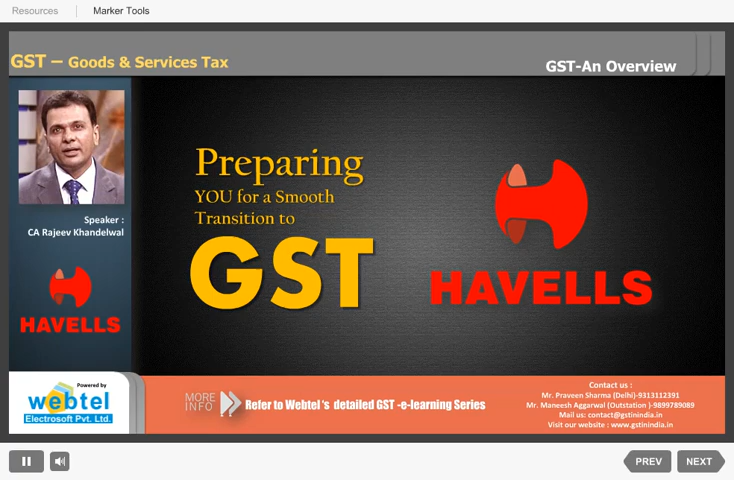 Resources
Marker Tools
GST – Goods & Services Tax
GST-An Overview
Speaker :
CA Rajeev Khandelwal
HAVELLS
Preparing
YOU for a Smooth
Transition to
GST
HAVELLS
Powered by
webtel
Electrosoft Pvt. Ltd.
MORE
INFO
Refer to Webtel 's detailed GST -e-learning Series
Contact us :
Mr. Praveen Sharma (Delhi)-9313112391
Mr. Maneesh Aggarwal (Outstation )-9899789089
Mail us: contact@gstinindia.in
Visit our website : www.gstinindia.in
PREV
NEXT